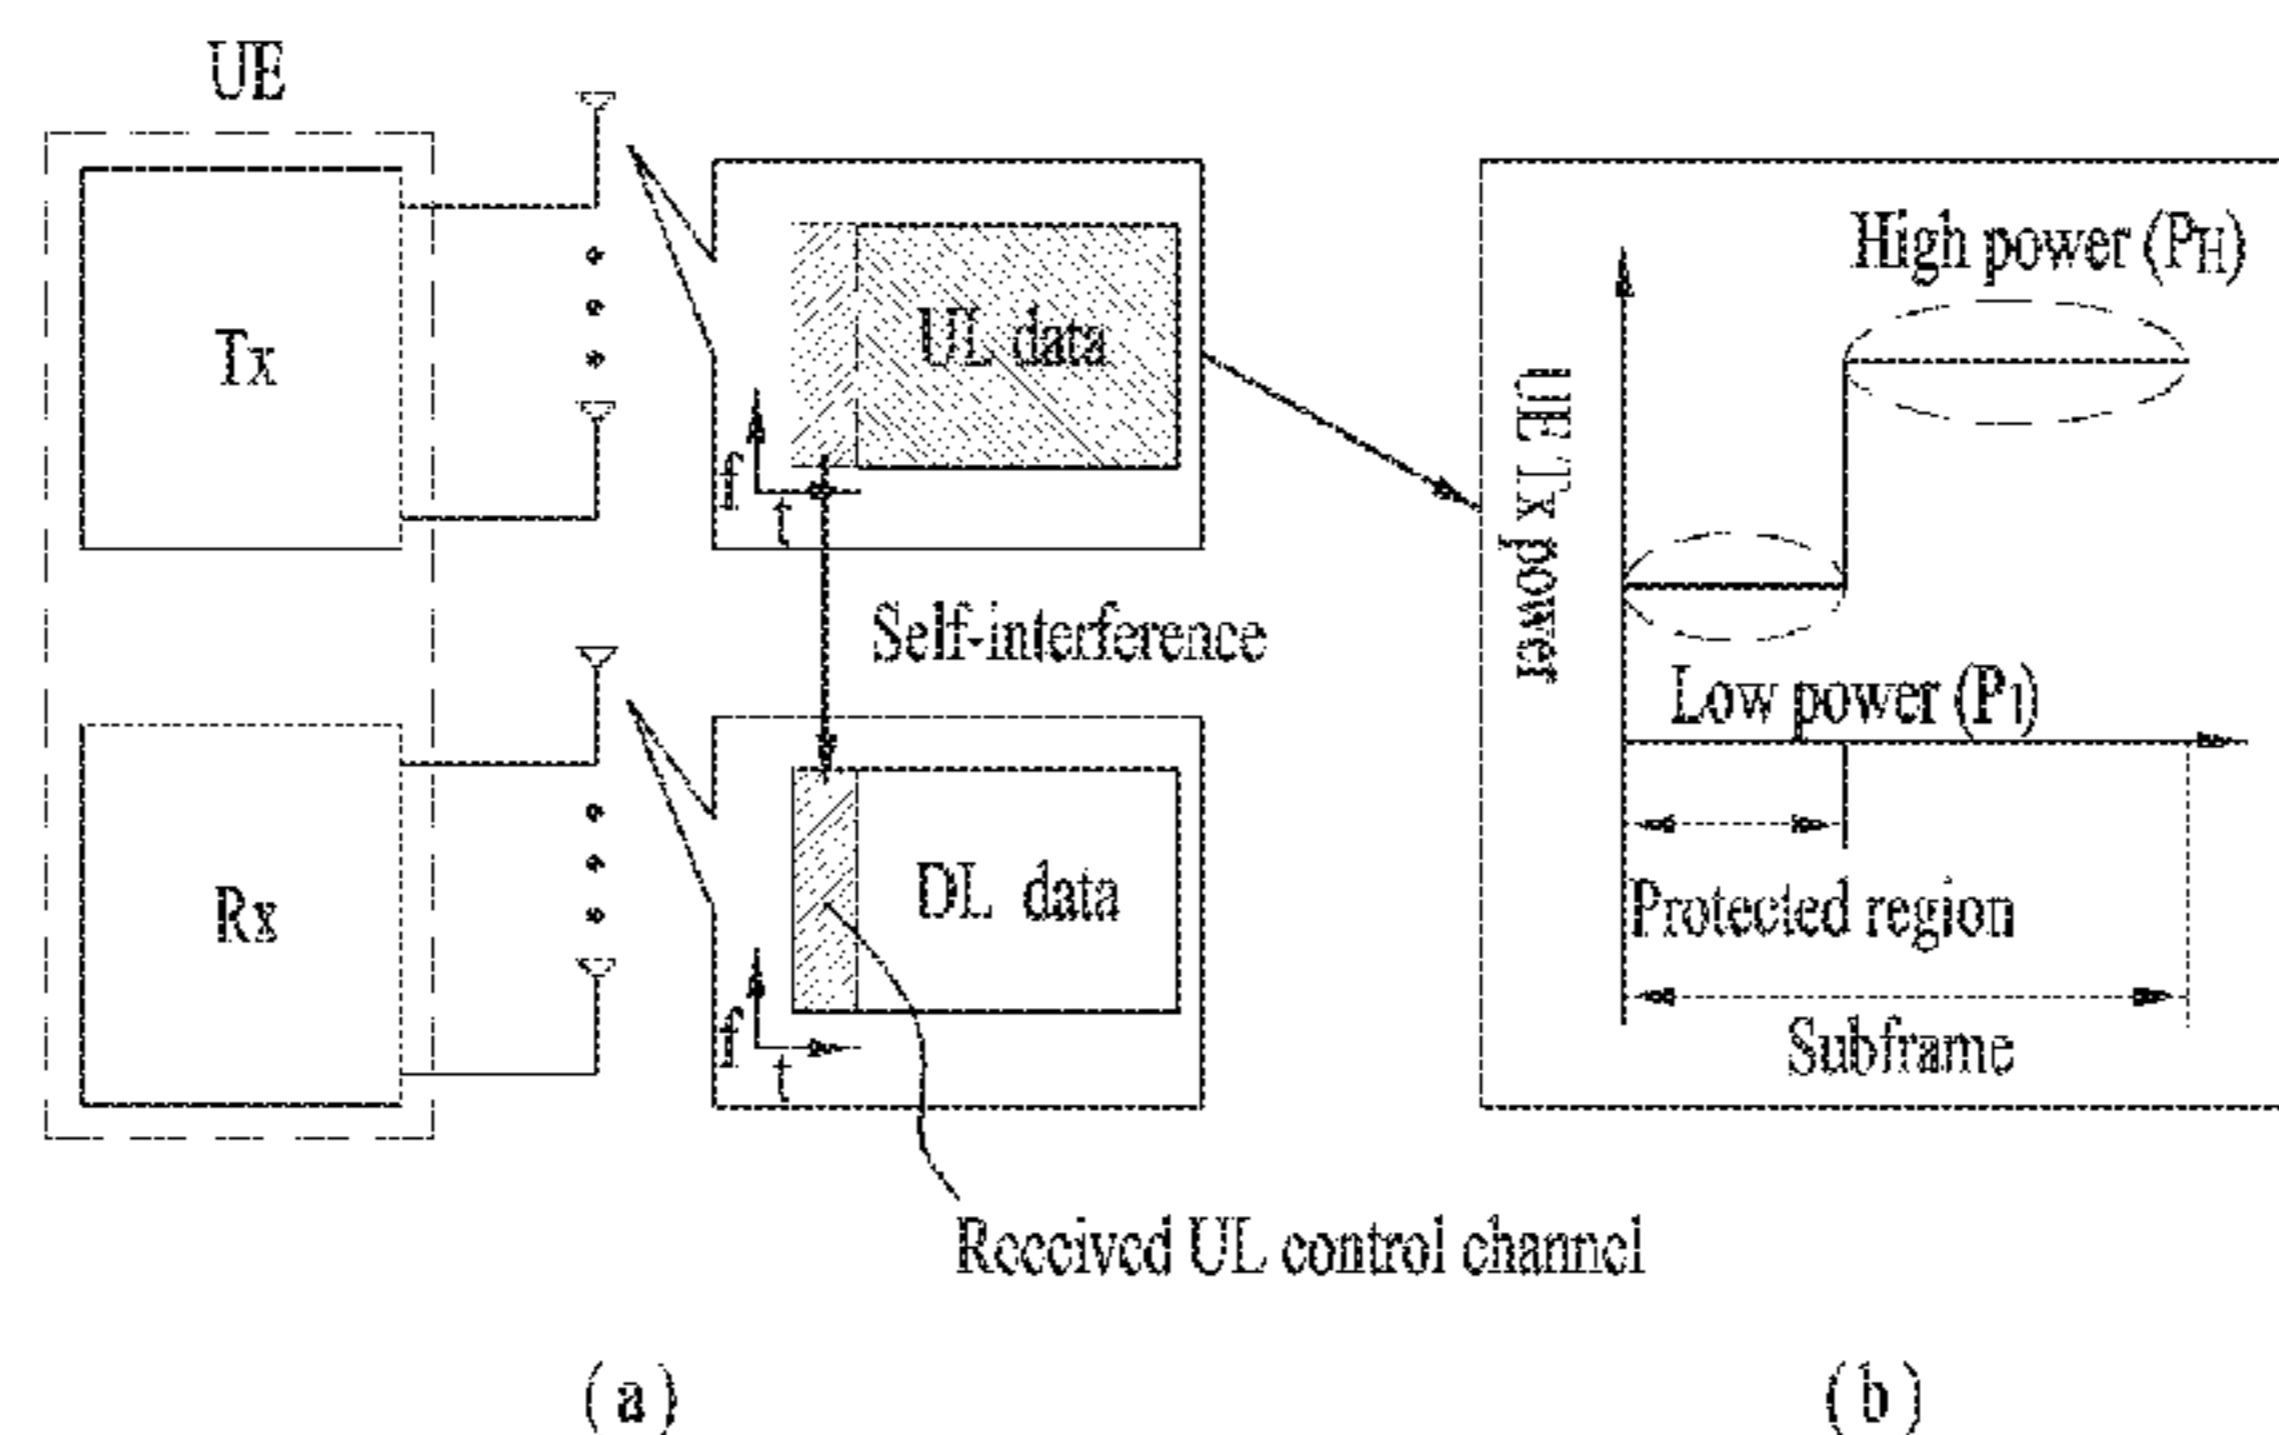 UE
Tx
UL data
f
t
Self-interference
Rx
DL data
f
t
Received UL control channel
(a)
UE Tx power
High power (PH)
Low power (Pl)
Protected region
Subframe
(b)